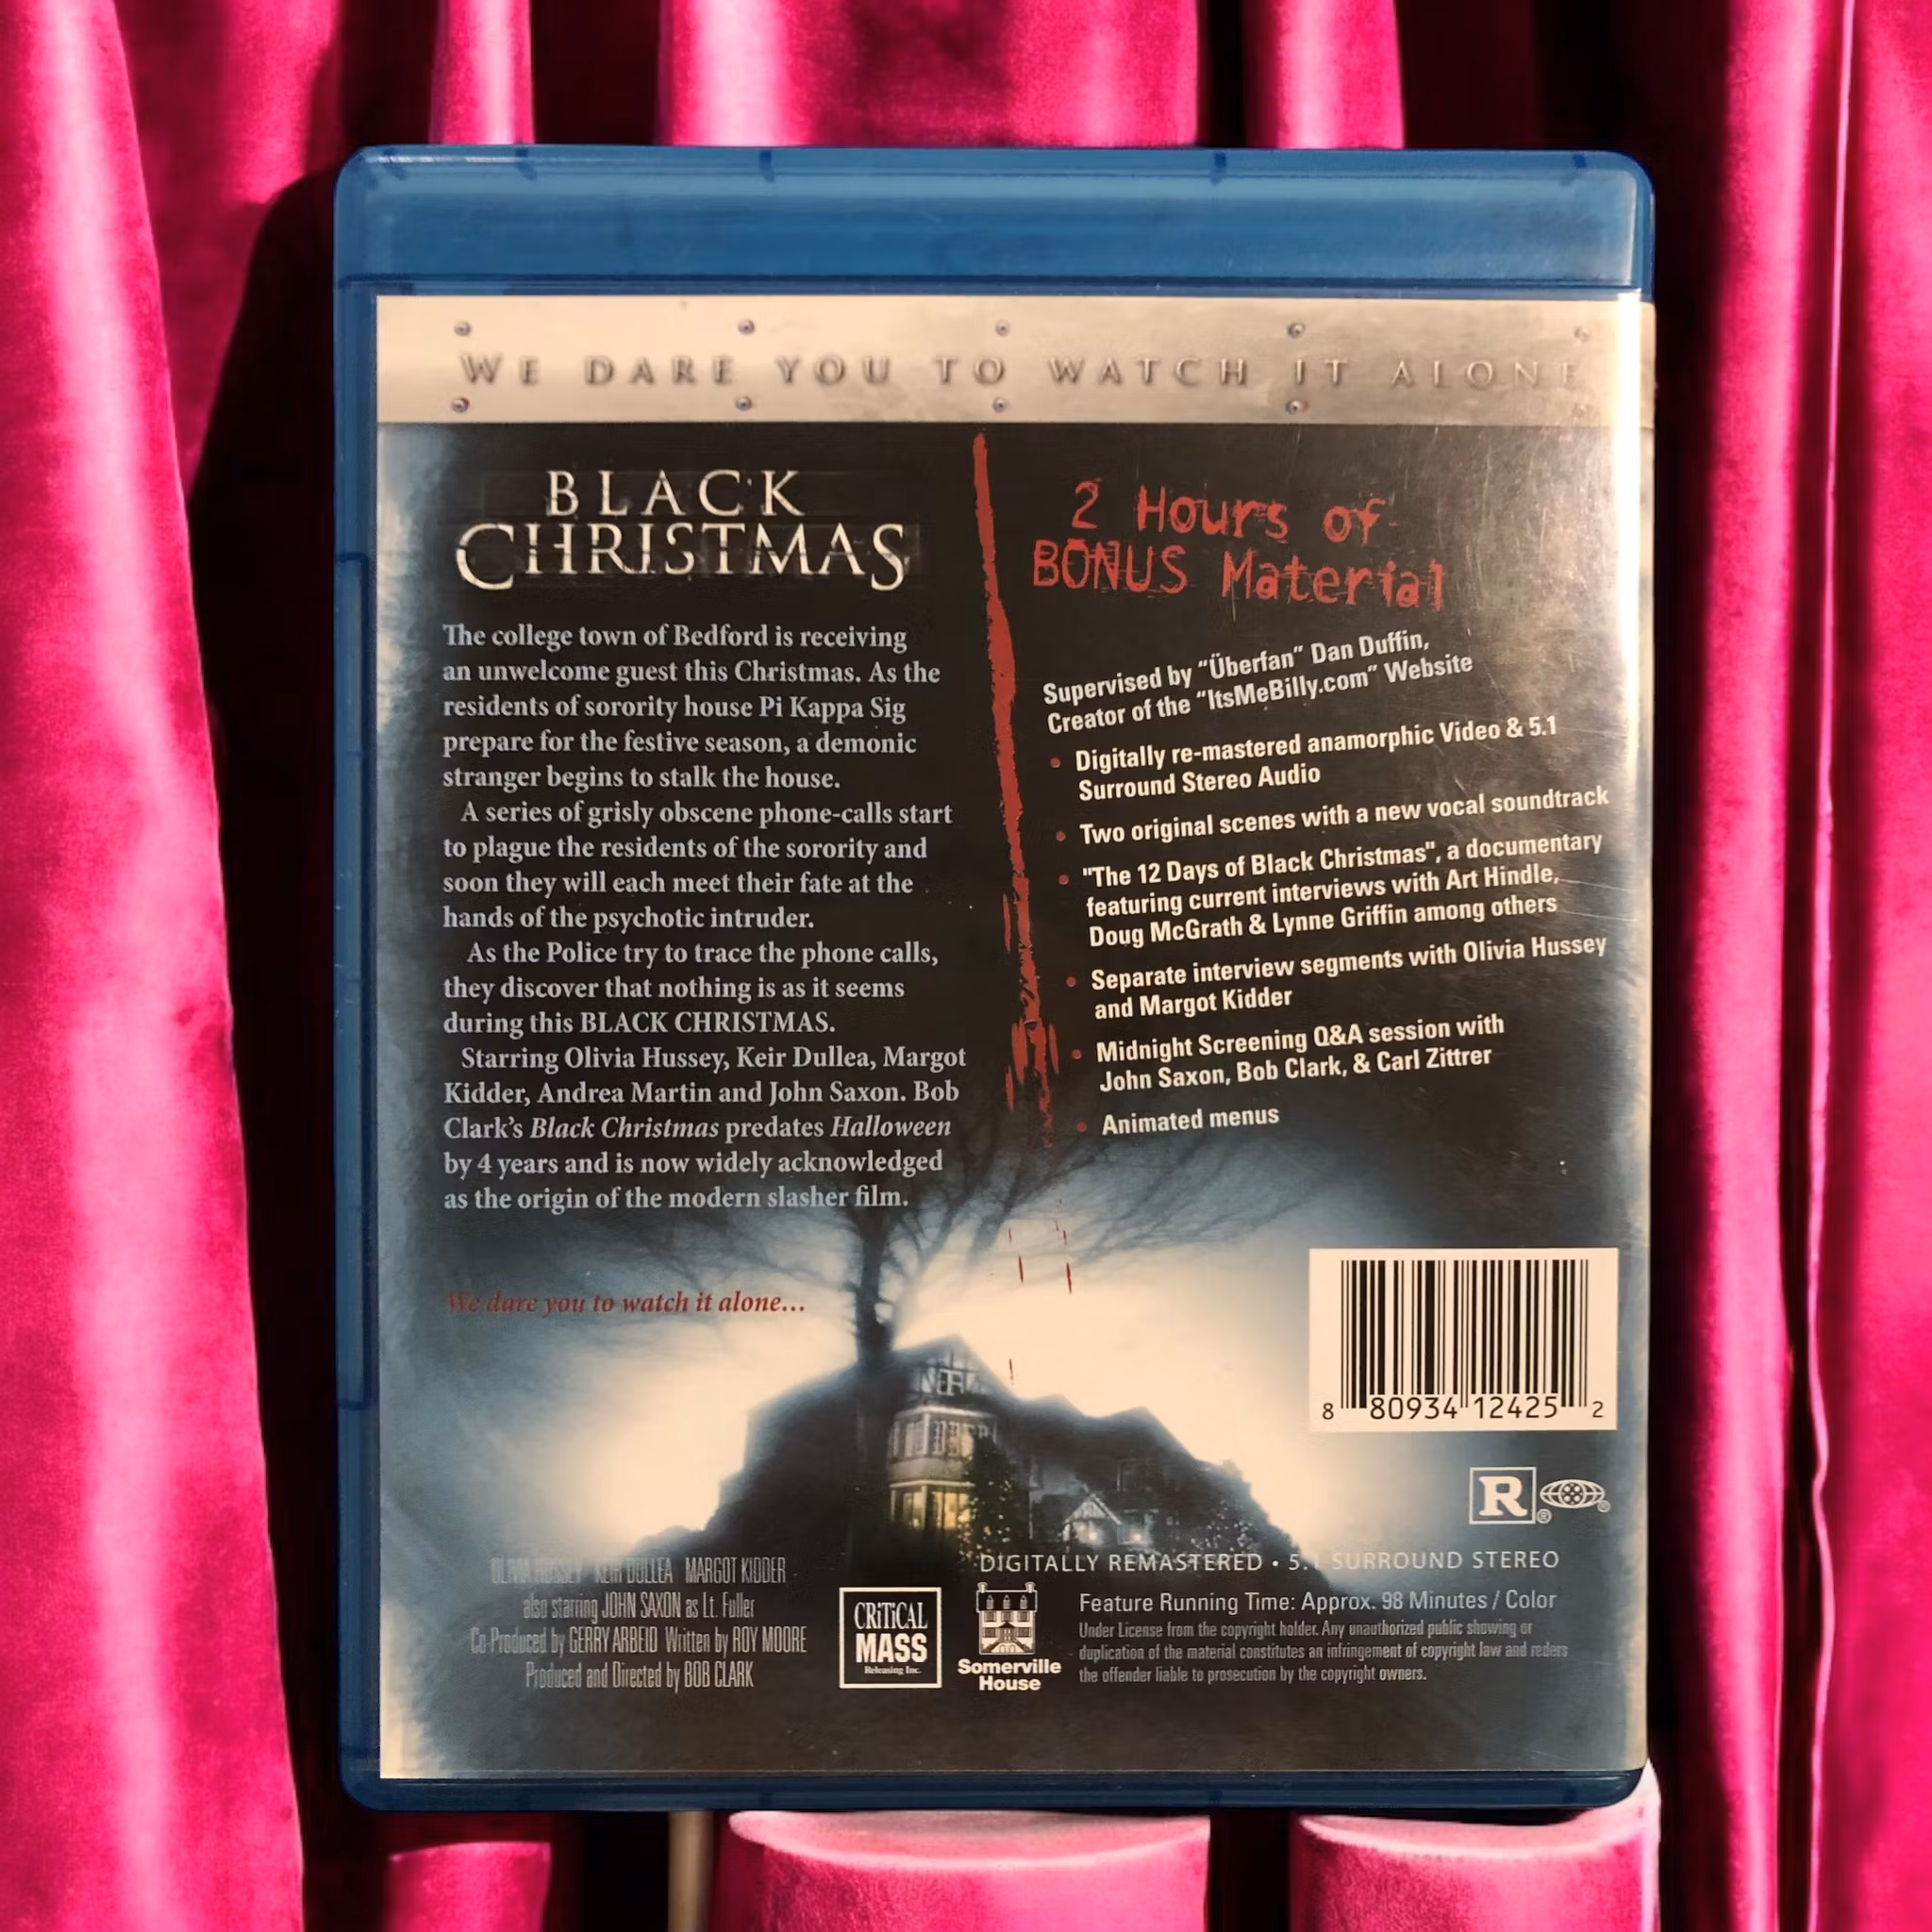 WE DARE YOU TO WATCH IT ALONE
BLACK
CHRISTMAS
The college town of Bedford is receiving
an unwelcome guest this Christmas. As the
residents of sorority house Pi Kappa Sig
prepare for the festive season, a demonic
stranger begins to stalk the house.
A series of grisly obscene phone-calls start
to plague the residents of the sorority and
soon they will each meet their fate at the
hands of the psychotic intruder.
As the Police try to trace the phone calls,
they discover that nothing is as it seems
during this BLACK CHRISTMAS.
Starring Olivia Hussey, Keir Dullea, Margot
Kidder, Andrea Martin and John Saxon. Bob
Clark's Black Christmas predates Halloween
by 4 years and is now widely acknowledged
as the origin of the modern slasher film.
We dare you to watch it alone...
2 Hours of
BONUS Material
Supervised by “Überfan” Dan Duffin,
Creator of the “ItsMeBilly.com” Website
• Digitally re-mastered anamorphic Video & 5.1
Surround Stereo Audio
• Two original scenes with a new vocal soundtrack
• "The 12 Days of Black Christmas", a documentary
featuring current interviews with Art Hindle,
Doug McGrath & Lynne Griffin among others
• Separate interview segments with Olivia Hussey
and Margot Kidder
• Midnight Screening Q&A session with
John Saxon, Bob Clark, & Carl Zittrer
• Animated menus
8 80934 12425 2
R
OLIVIA HUSSEY KEIR DULLEA MARGOT KIDDER
also starring JOHN SAXON as Lt. Fuller
Co-Produced by GERRY ARBEID Written by ROY MOORE
Produced and Directed by BOB CLARK
CRiTiCAL
MASS
Releasing Inc.
Somerville
House
DIGITALLY REMASTERED • 5.1 SURROUND STEREO
Feature Running Time: Approx. 98 Minutes / Color
Under License from the copyright holder. Any unauthorized public showing or
duplication of the material constitutes an infringement of copyright law and reders
the offender liable to prosecution by the copyright owners.